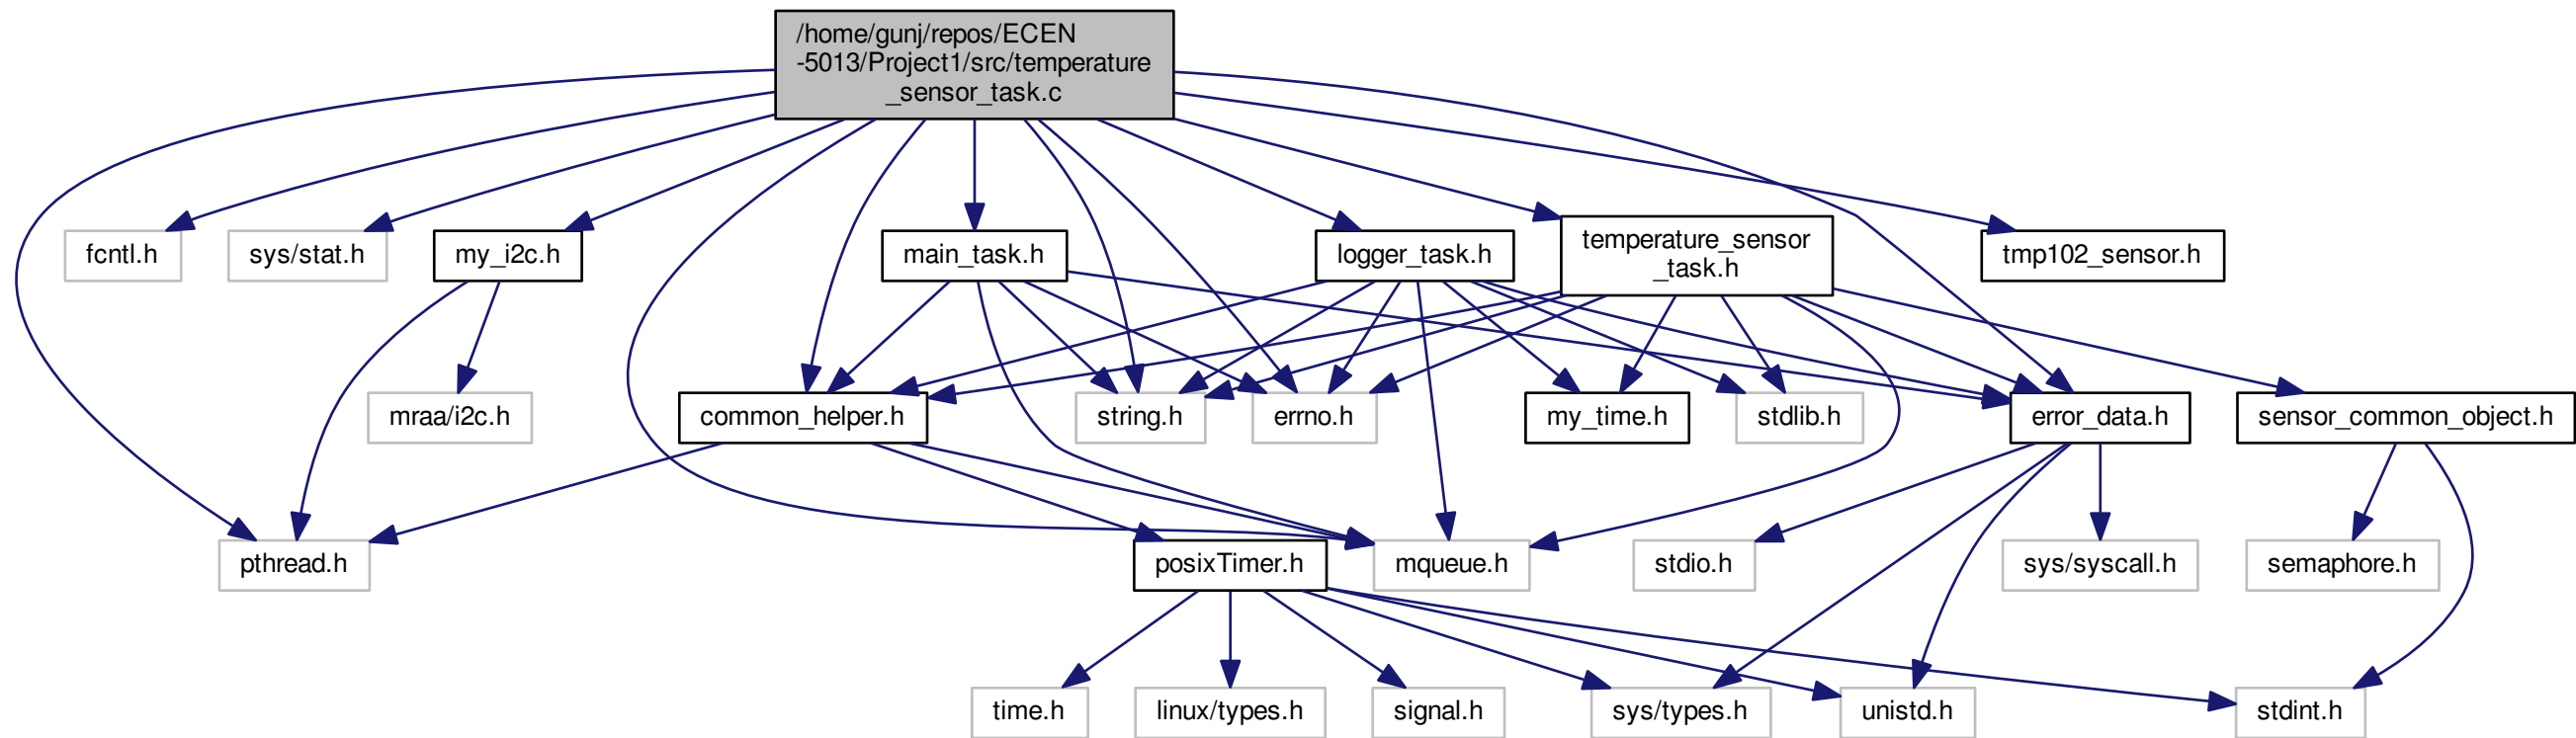 /home/gunj/repos/ECEN
-5013/Project1/src/temperature
_sensor_task.c
fcntl.h
sys/stat.h
my_i2c.h
main_task.h
logger_task.h
temperature_sensor
_task.h
tmp102_sensor.h
mraa/i2c.h
common_helper.h
string.h
errno.h
my_time.h
stdlib.h
error_data.h
sensor_common_object.h
pthread.h
posixTimer.h
mqueue.h
stdio.h
sys/syscall.h
semaphore.h
time.h
linux/types.h
signal.h
sys/types.h
unistd.h
stdint.h